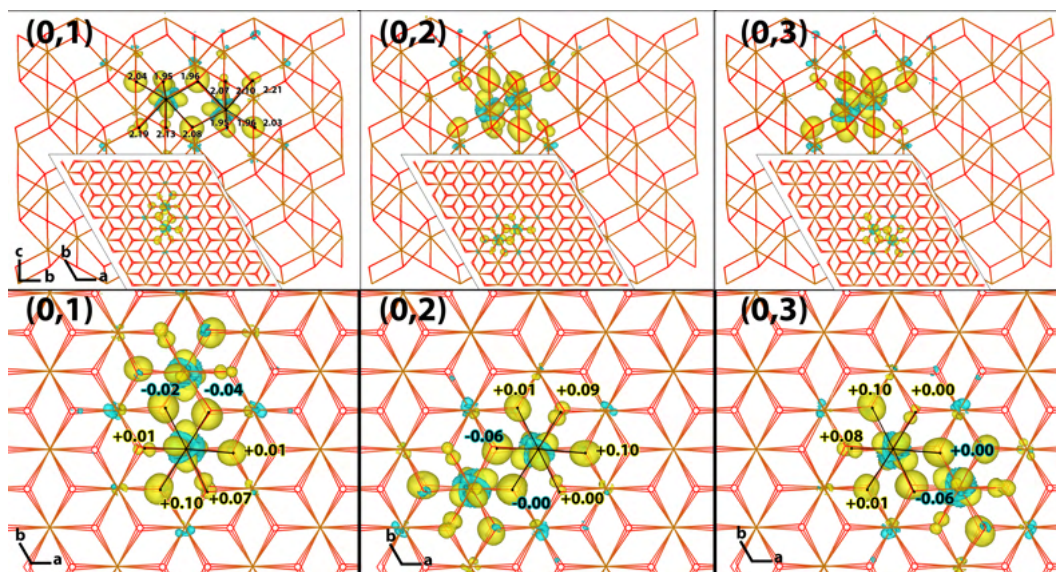 (0,1)
(0,2)
(0,3)
2.04 1.95 1.96
2.07 2.10 2.21
2.19 2.13 2.08
1.96 2.03
c
b
b
a
(0,1)
(0,2)
(0,3)
-0.02 -0.04
+0.01 +0.01
+0.10 +0.07
+0.01 +0.09
-0.06 +0.10
-0.00 +0.00
+0.10 +0.00
+0.08 +0.00
+0.01 -0.06
b
a
b
a
b
a